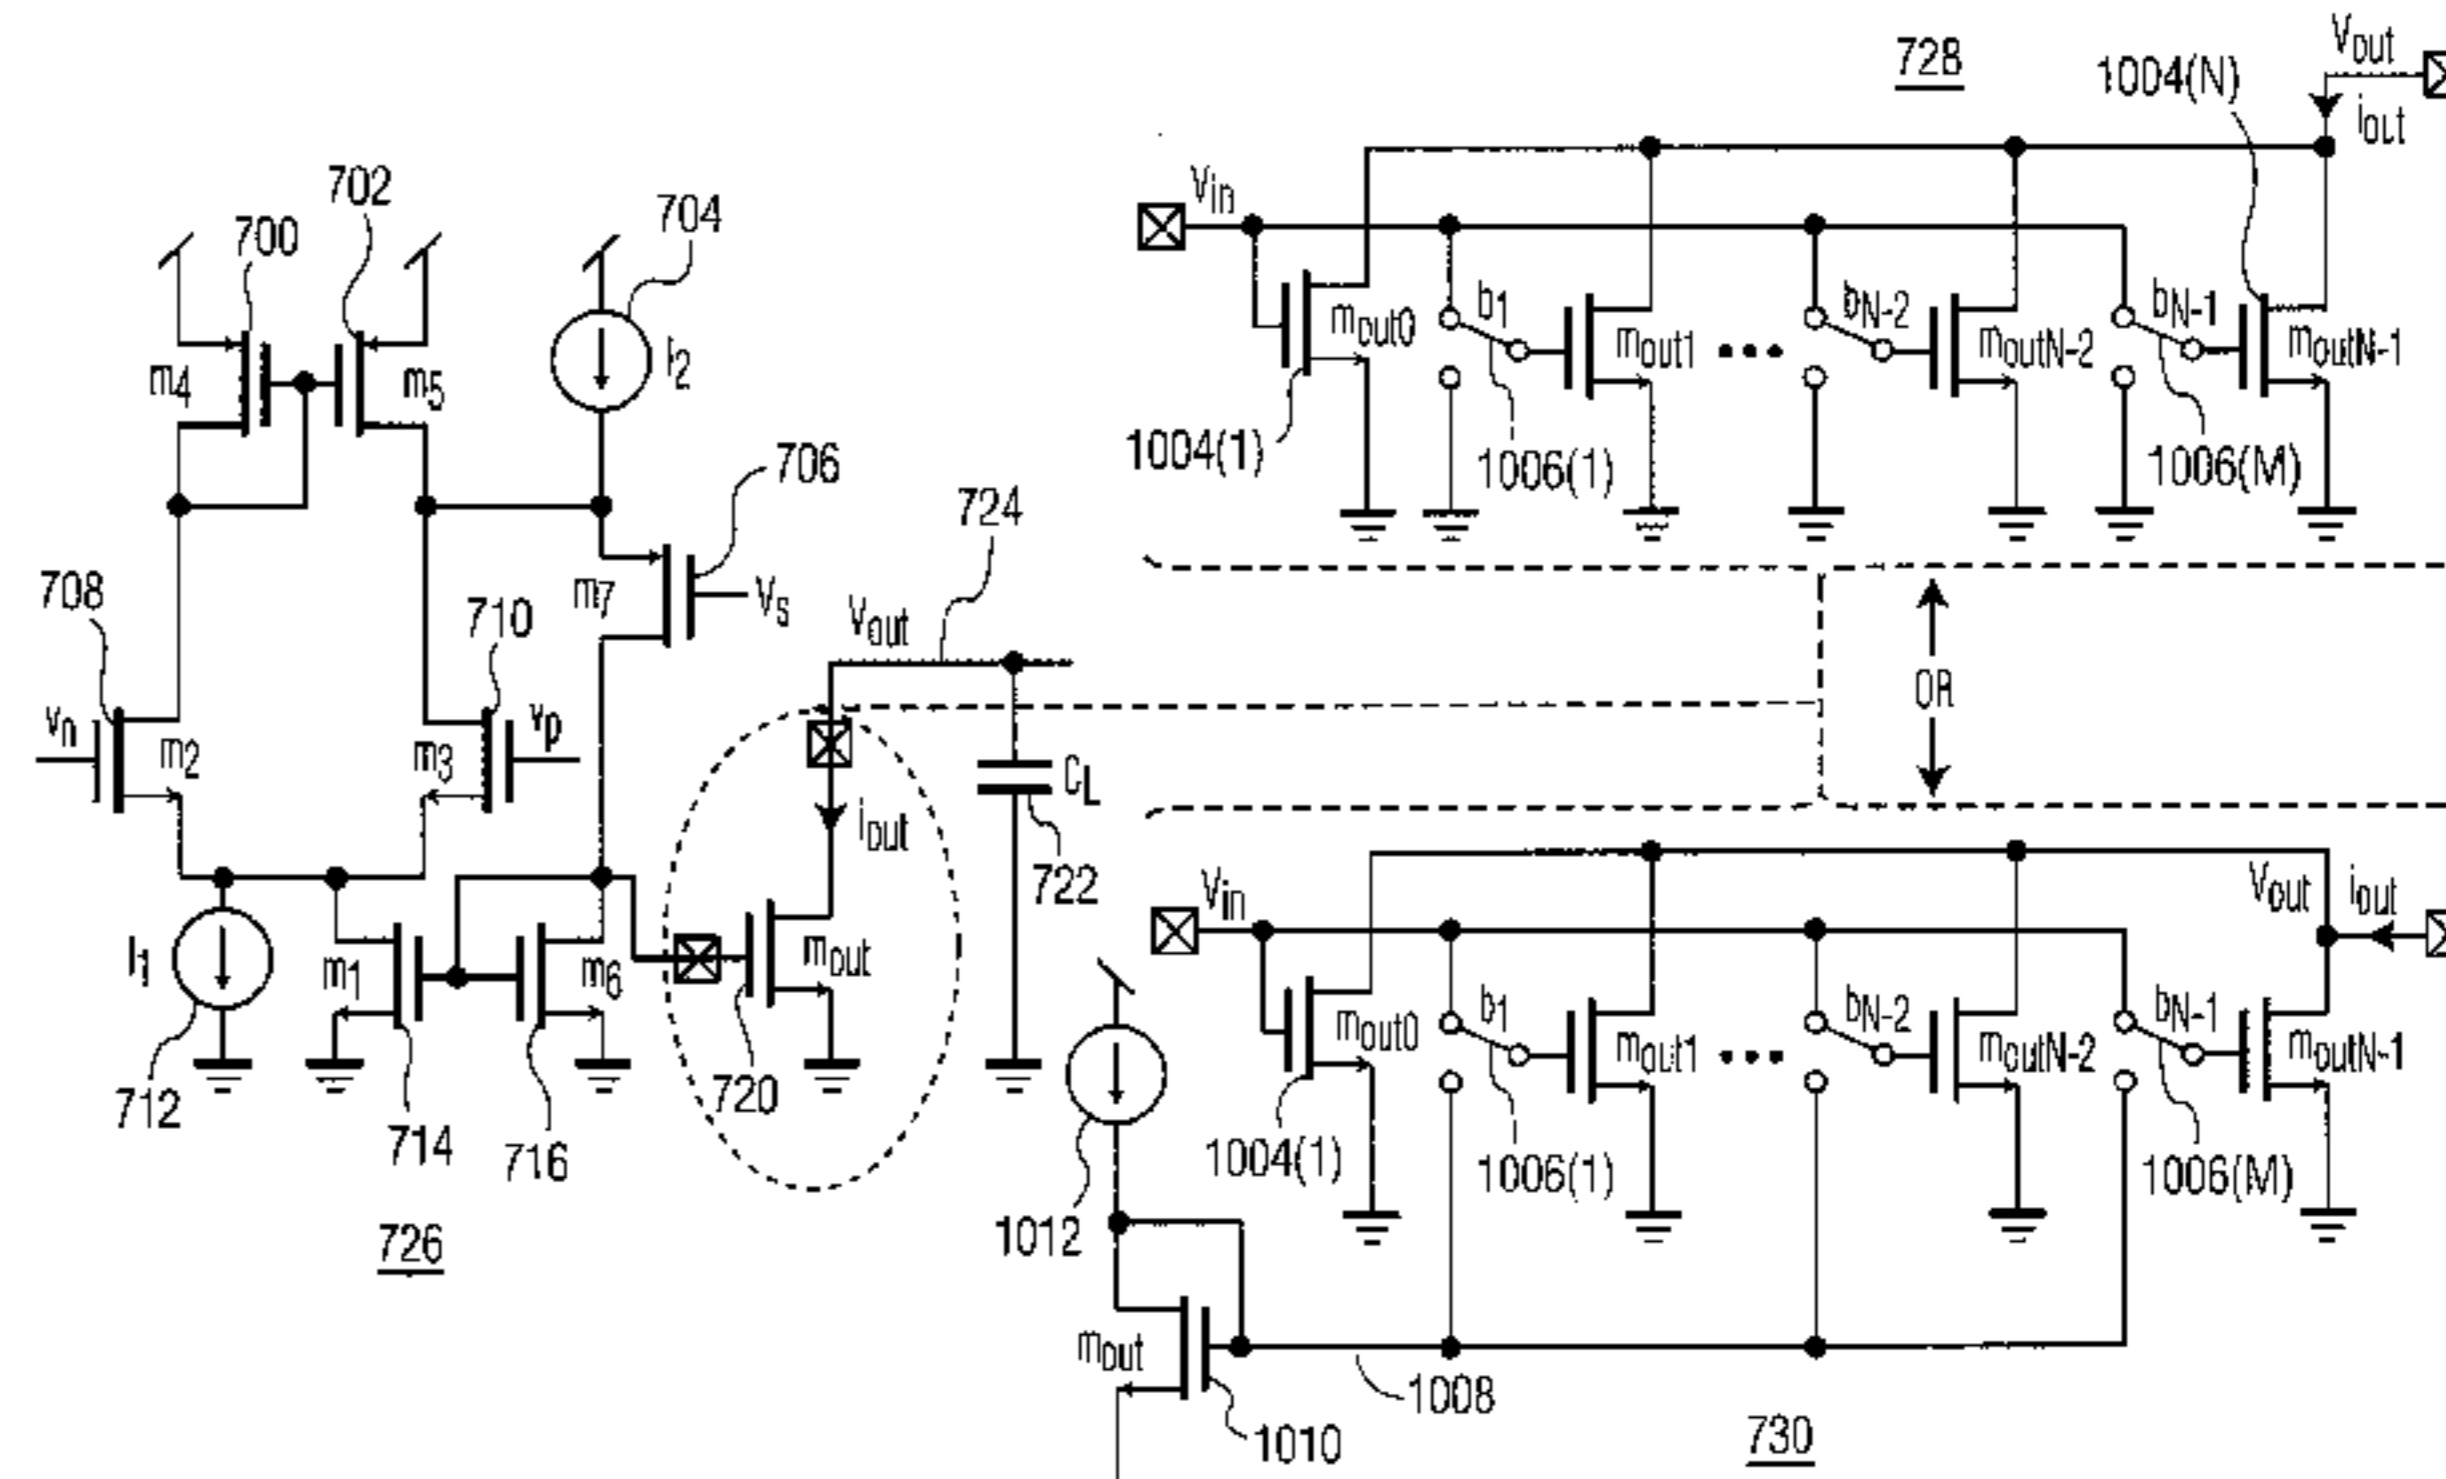 728
Vout
1004(N)
iout
Vin
702
700
704
I2
m4
m5
mout0
b1
mout1
bN-2
moutN-2
bN-1
moutN-1
1004(1)
1006(1)
1006(M)
706
724
708
710
m7
Vs
Vout
OR
vn
m2
m3
vp
CL
iout
722
Vin
Vout
iout
I1
m1
m6
mout
mout0
b1
mout1
bN-2
moutN-2
bN-1
moutN-1
712
714
716
720
1004(1)
1006(1)
1006(M)
1012
726
mout
1008
1010
730